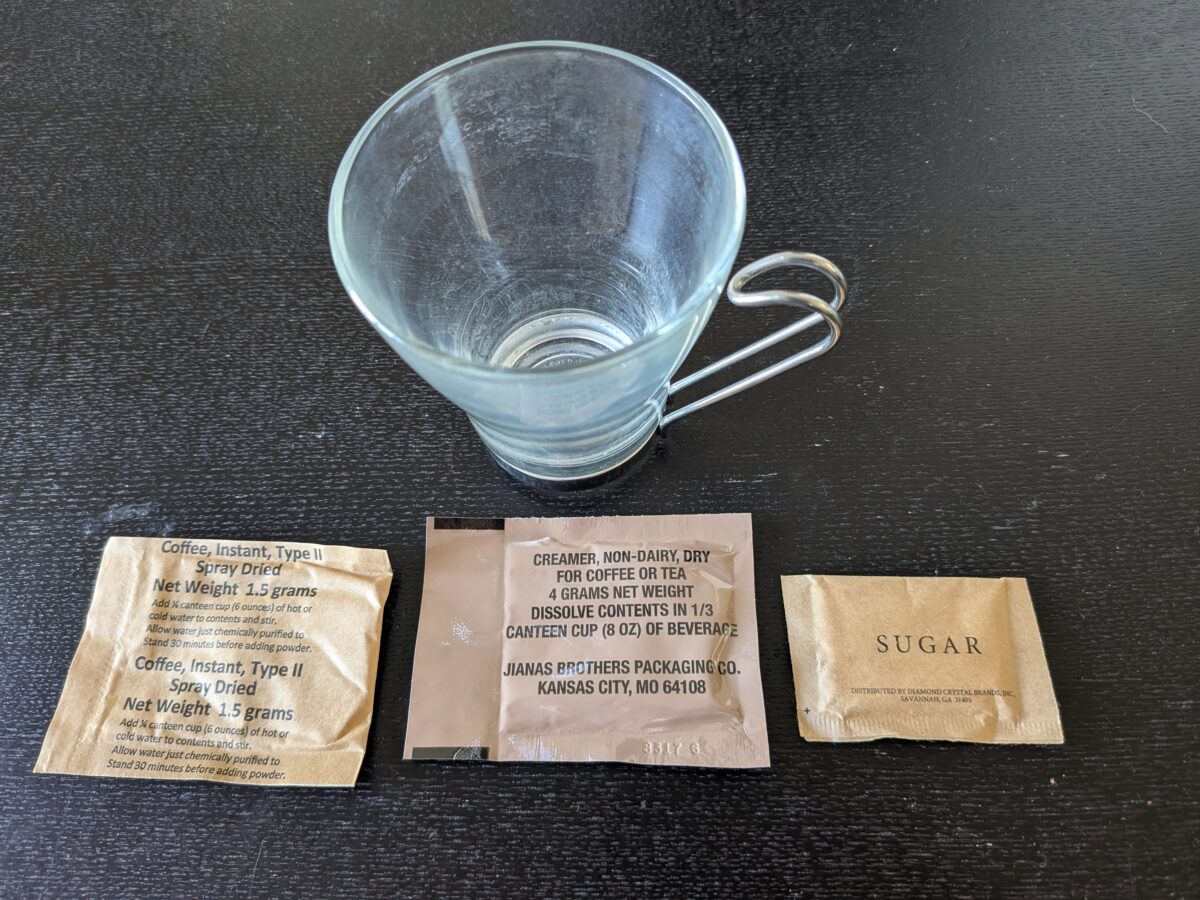 Coffee, Instant, Type II
Spray Dried
Net Weight 1.5 grams
Add ¾ canteen cup (6 ounces) of hot or
cold water to contents and stir.
Allow water just chemically purified to
Stand 30 minutes before adding powder.
Coffee, Instant, Type II
Spray Dried
Net Weight 1.5 grams
Add ¼ canteen cup (6 ounces) of hot or
cold water to contents and stir.
Allow water just chemically purified to
Stand 30 minutes before adding powder.
CREAMER, NON-DAIRY, DRY
FOR COFFEE OR TEA
4 GRAMS NET WEIGHT
DISSOLVE CONTENTS IN 1/3
CANTEEN CUP (8 OZ) OF BEVERAGE
JIANAS BROTHERS PACKAGING CO.
KANSAS CITY, MO 64108
3317 6
SUGAR
DISTRIBUTED BY DIAMOND CRYSTAL BRANDS, INC.,
SAVANNAH, GA 31405